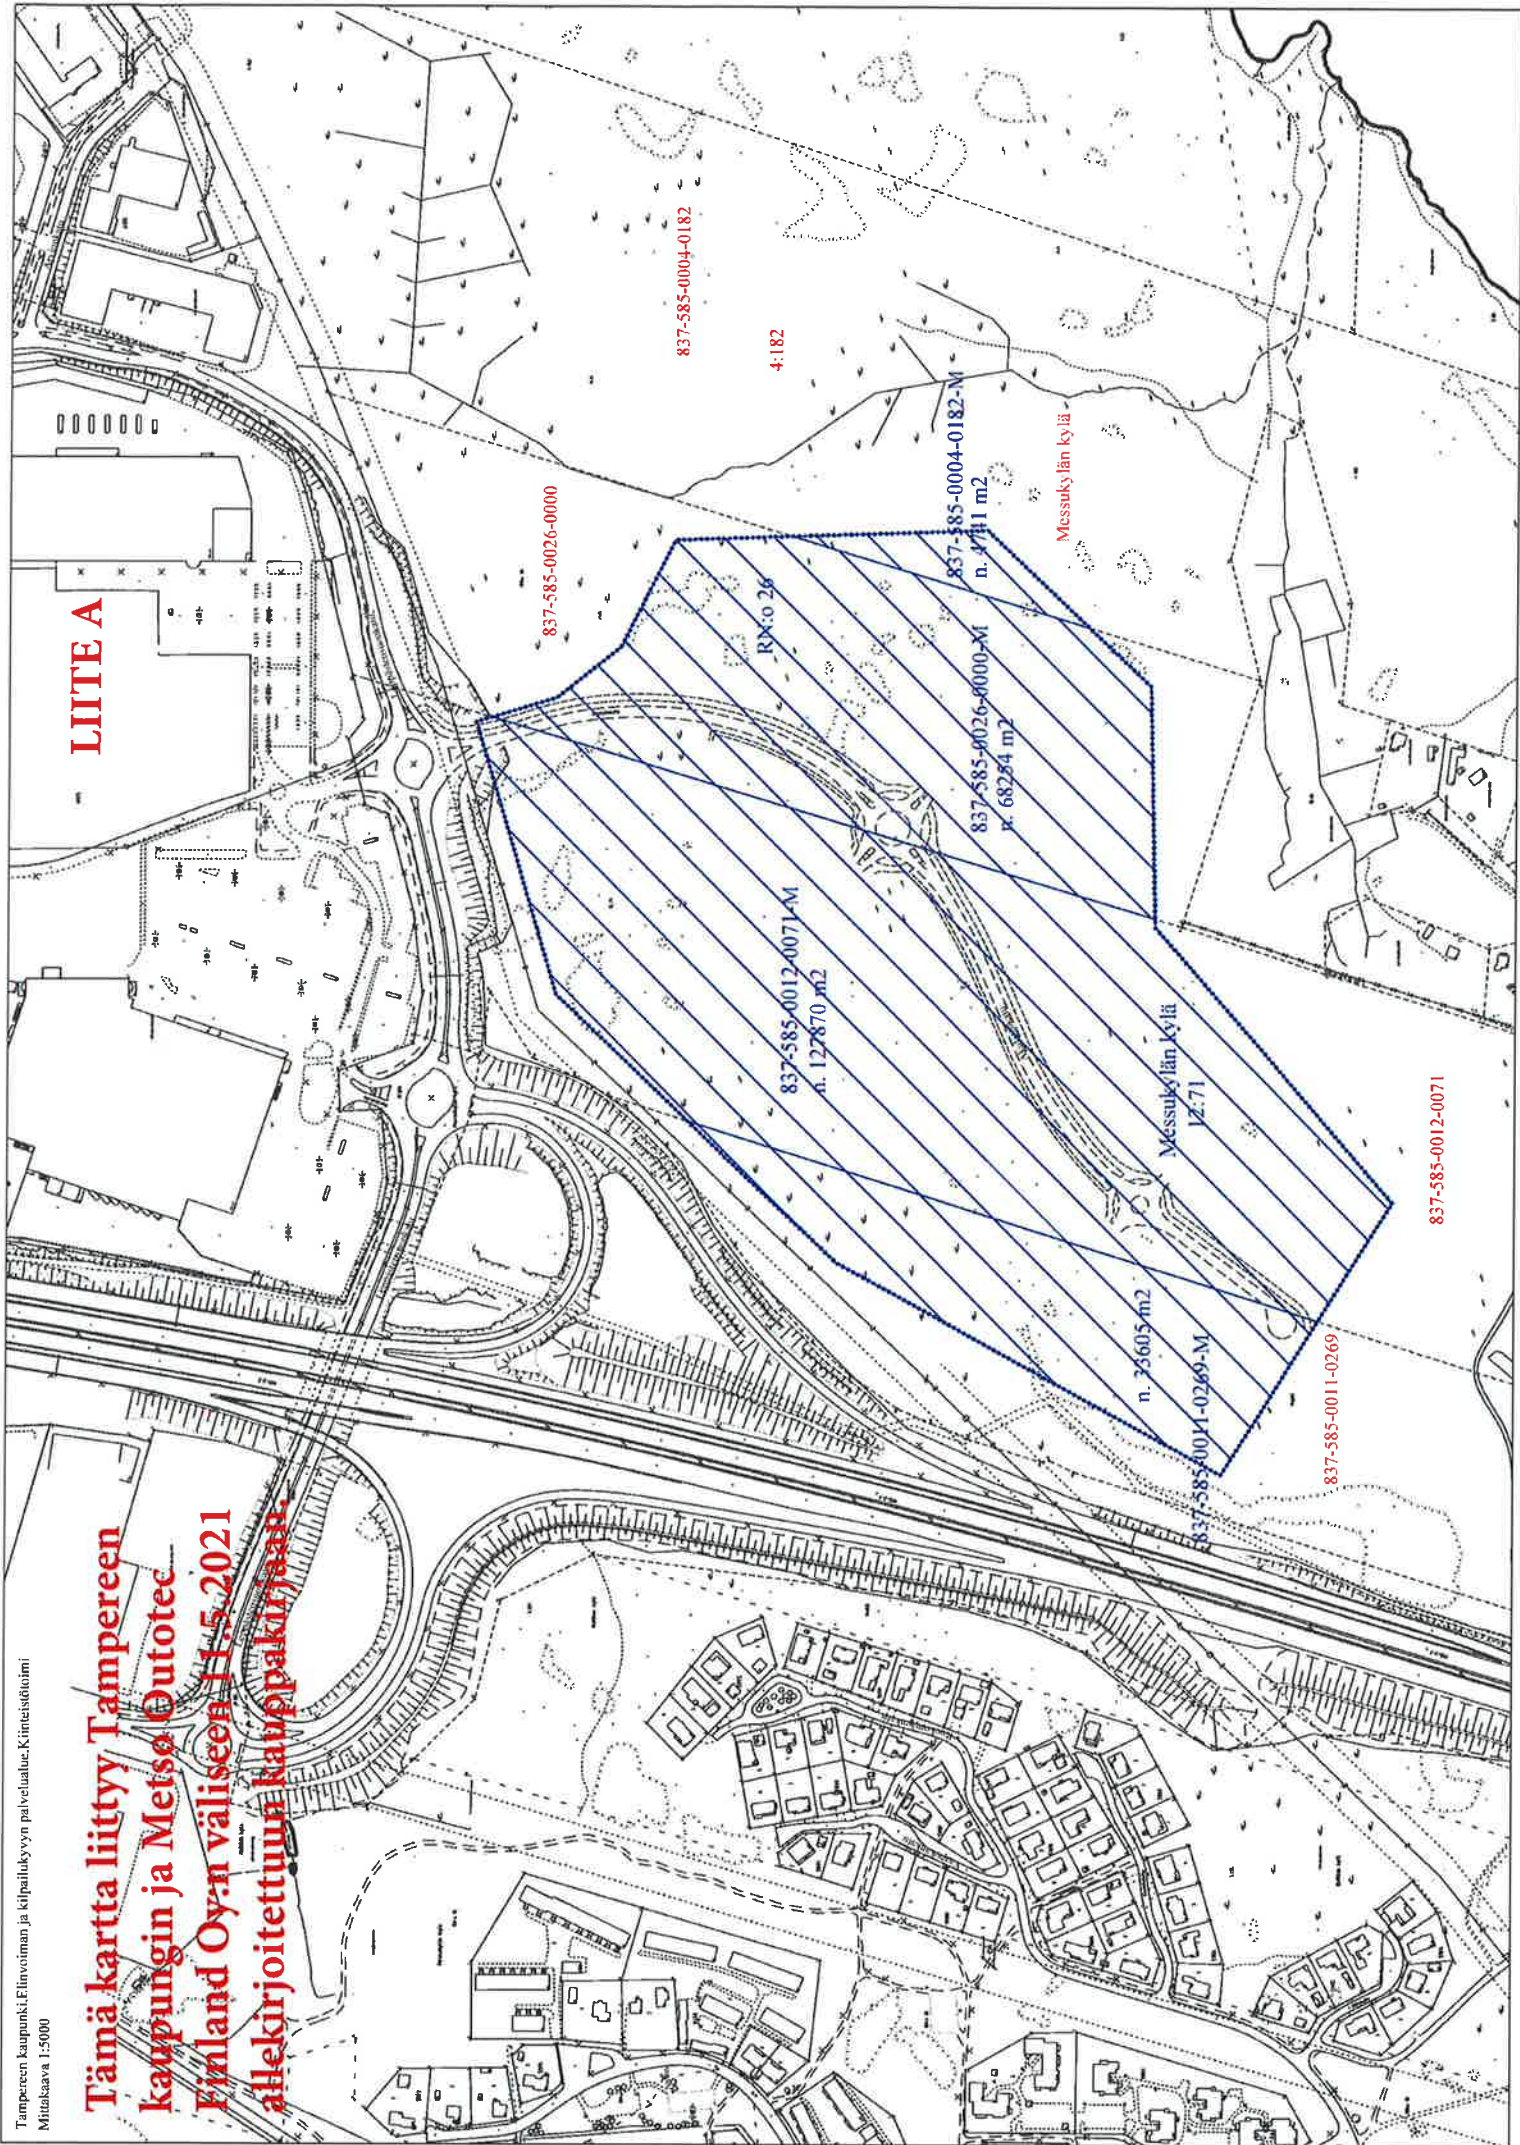 Tampereen kaupunki,Elinvoiman ja kilpailukyvyn palvelualue,Kiinteistötoimi
Mittakaava 1:5000
Tämä kartta liittyy Tampereen
kaupungin ja Metso Outotec
Finland Oy:n väliseen 11.5.2021
allekirjoitettuun kauppakirjaan.
LIITE A
837-585-0026-0000
837-585-0004-0182
4:182
RN:o 26
837-585-0004-0182-M
n. 4741 m2
Messukylän kylä
837-585-0026-0000-M
n. 68254 m2
837-585-0012-0071-M
n. 127870 m2
Messukylän kylä
12:71
n. 33605 m2
837-585-0011-0269-M
837-585-0011-0269
837-585-0012-0071